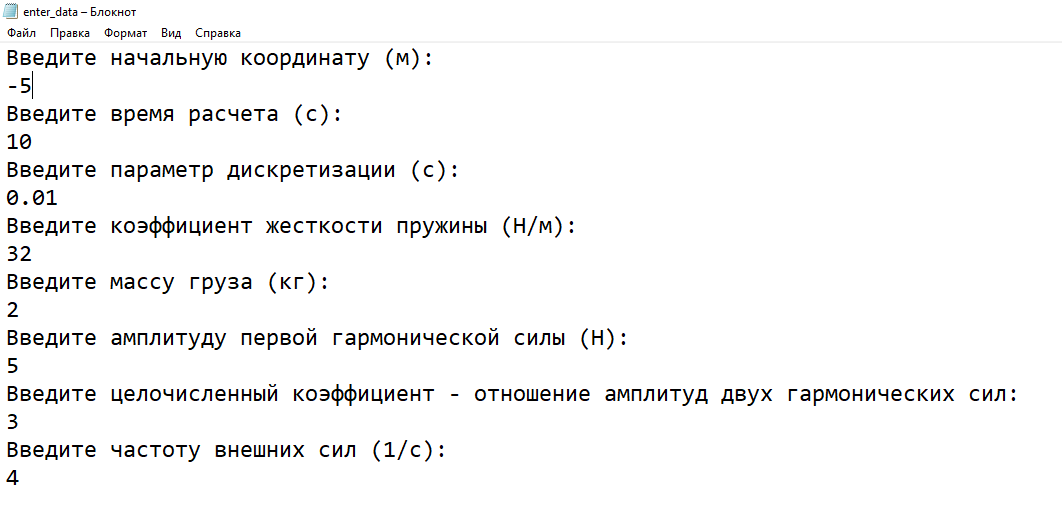 enter_data – Блокнот
Файл Правка Формат Вид Справка
Введите начальную координату (м):
-5
Введите время расчета (с):
10
Введите параметр дискретизации (с):
0.01
Введите коэффициент жесткости пружины (Н/м):
32
Введите массу груза (кг):
2
Введите амплитуду первой гармонической силы (Н):
5
Введите целочисленный коэффициент - отношение амплитуд двух гармонических сил:
3
Введите частоту внешних сил (1/с):
4